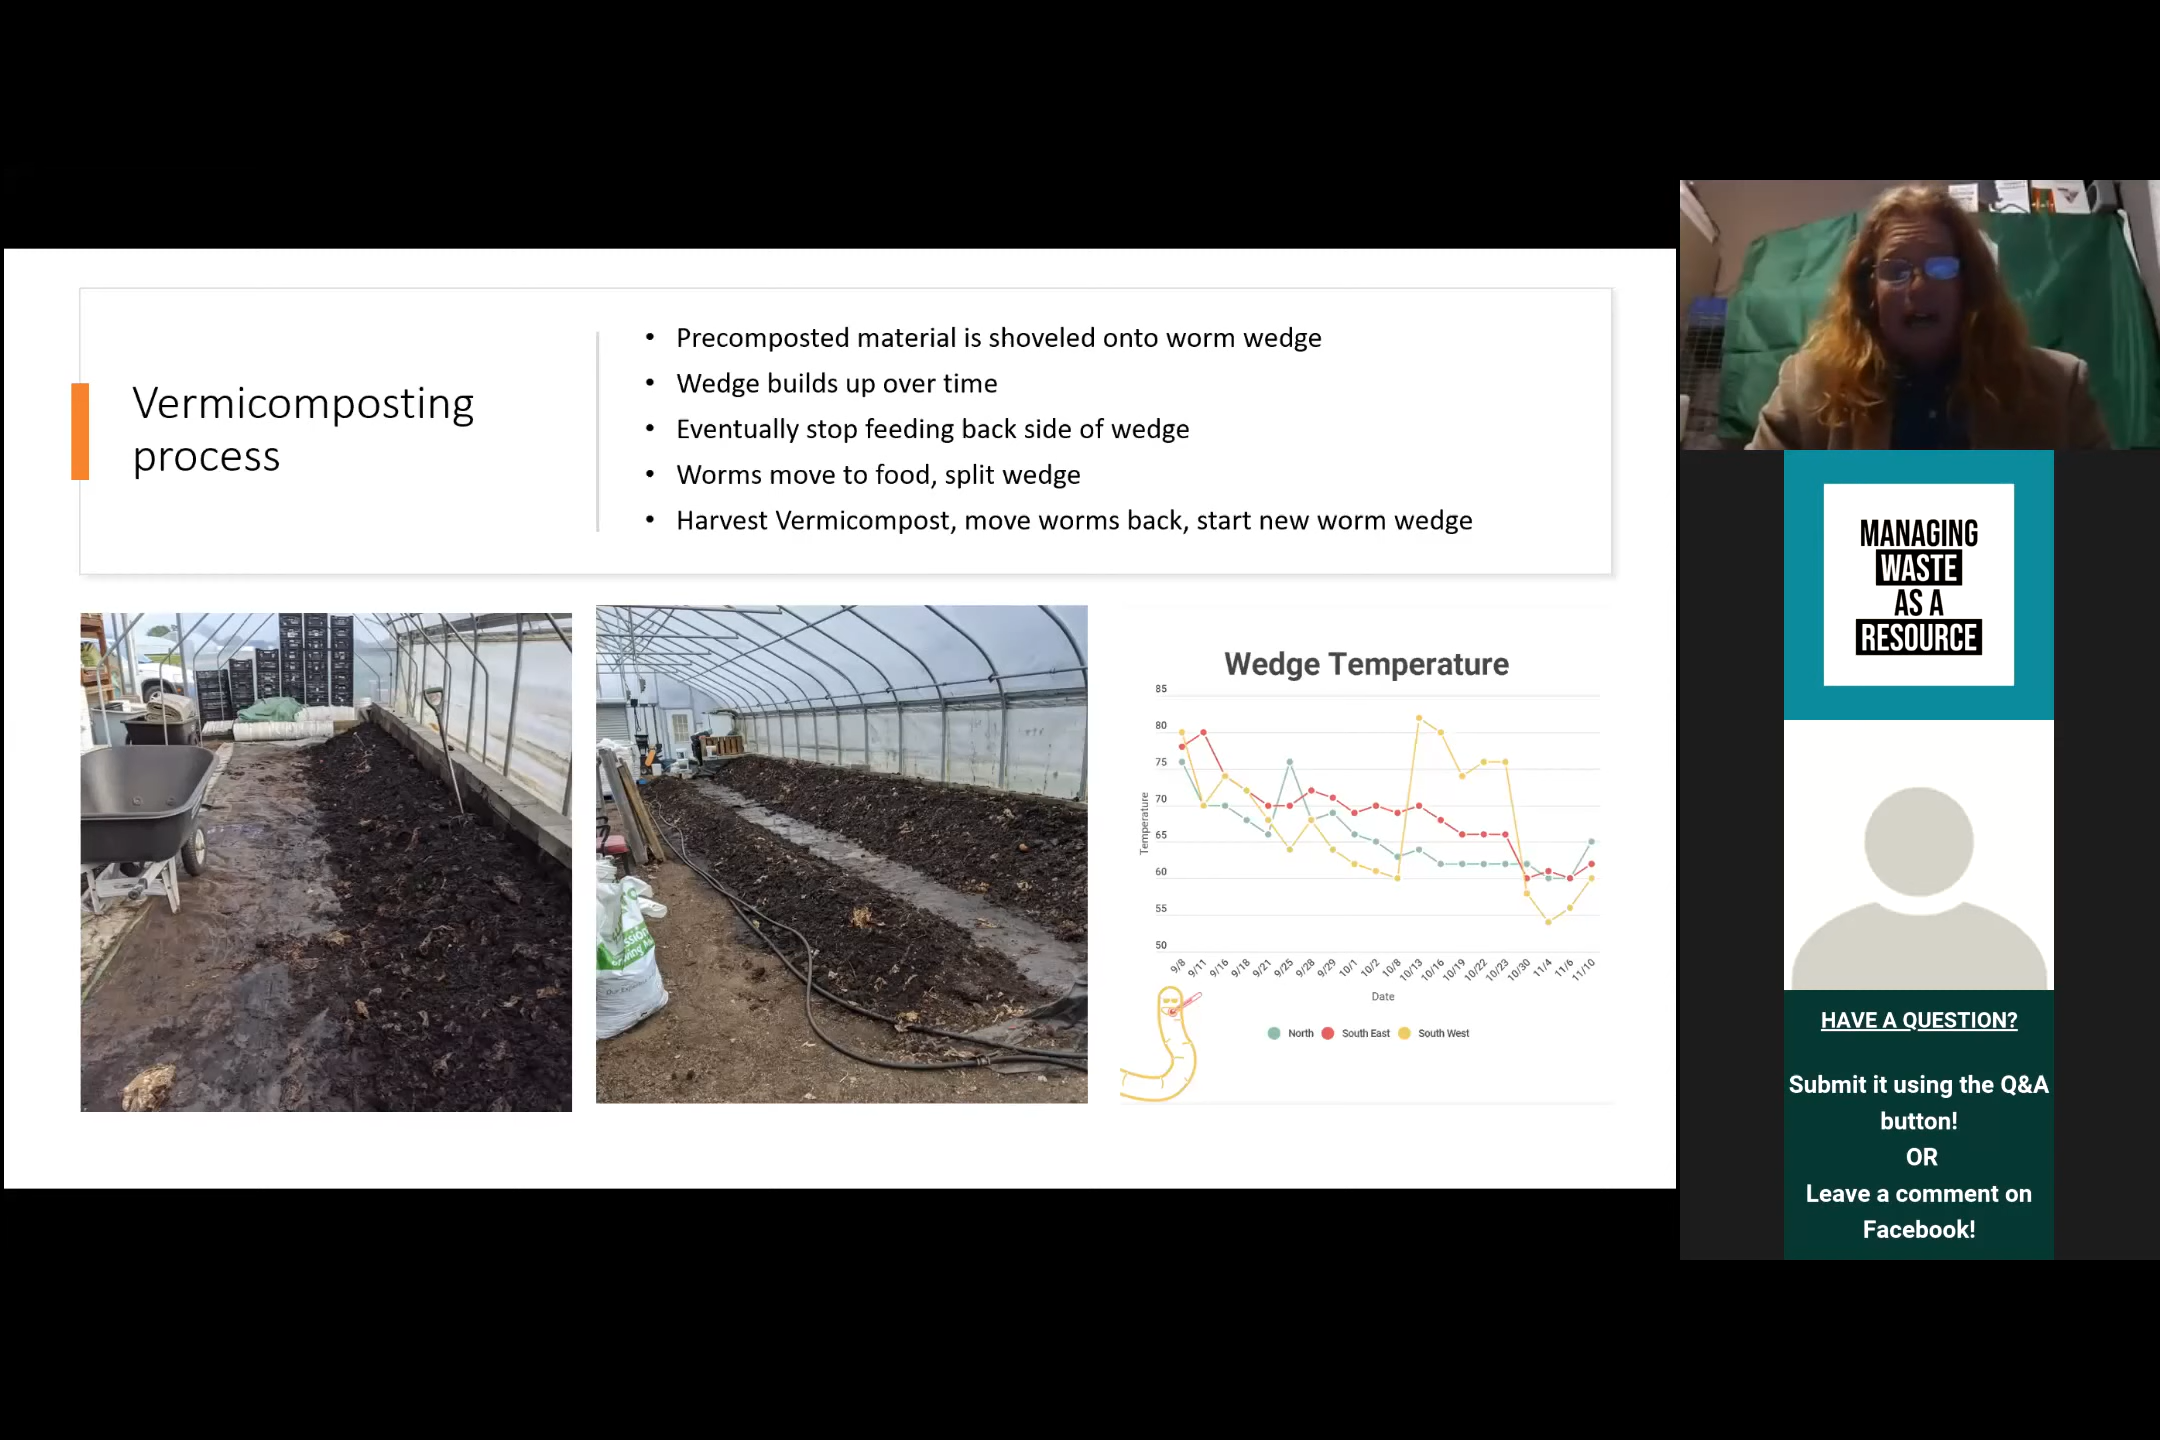 Vermicomposting
process
• Precomposted material is shoveled onto worm wedge
• Wedge builds up over time
• Eventually stop feeding back side of wedge
• Worms move to food, split wedge
• Harvest Vermicompost, move worms back, start new worm wedge
Wedge Temperature
85
80
75
70
65
60
55
50
Temperature
9/8 9/11 9/16 9/18 9/21 9/25 9/28 9/29 10/1 10/2 10/8 10/13 10/16 10/19 10/22 10/23 10/30 11/4 11/6 11/10
Date
North South East South West
MANAGING
WASTE
AS A
RESOURCE
HAVE A QUESTION?
Submit it using the Q&A
button!
OR
Leave a comment on
Facebook!